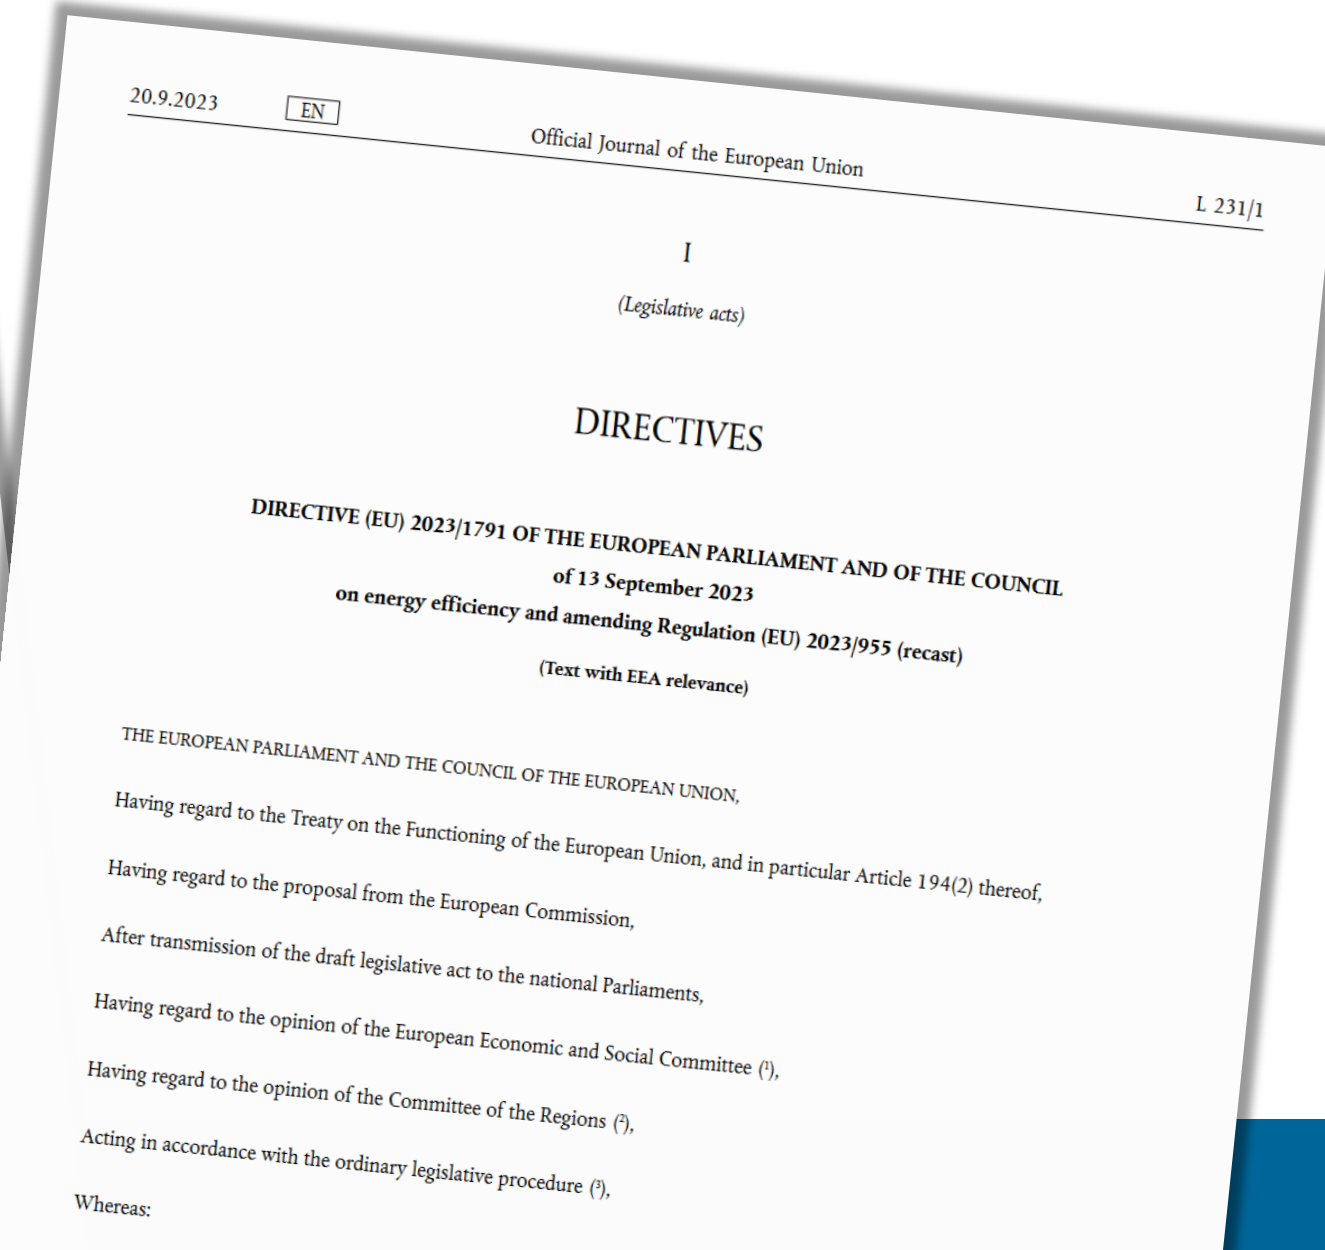 20.9.2023 EN Official Journal of the European Union L 231/1
I
(Legislative acts)
DIRECTIVES
DIRECTIVE (EU) 2023/1791 OF THE EUROPEAN PARLIAMENT AND OF THE COUNCIL
of 13 September 2023
on energy efficiency and amending Regulation (EU) 2023/955 (recast)
(Text with EEA relevance)
THE EUROPEAN PARLIAMENT AND THE COUNCIL OF THE EUROPEAN UNION,
Having regard to the Treaty on the Functioning of the European Union, and in particular Article 194(2) thereof,
Having regard to the proposal from the European Commission,
After transmission of the draft legislative act to the national Parliaments,
Having regard to the opinion of the European Economic and Social Committee (¹),
Having regard to the opinion of the Committee of the Regions (²),
Acting in accordance with the ordinary legislative procedure (³),
Whereas: